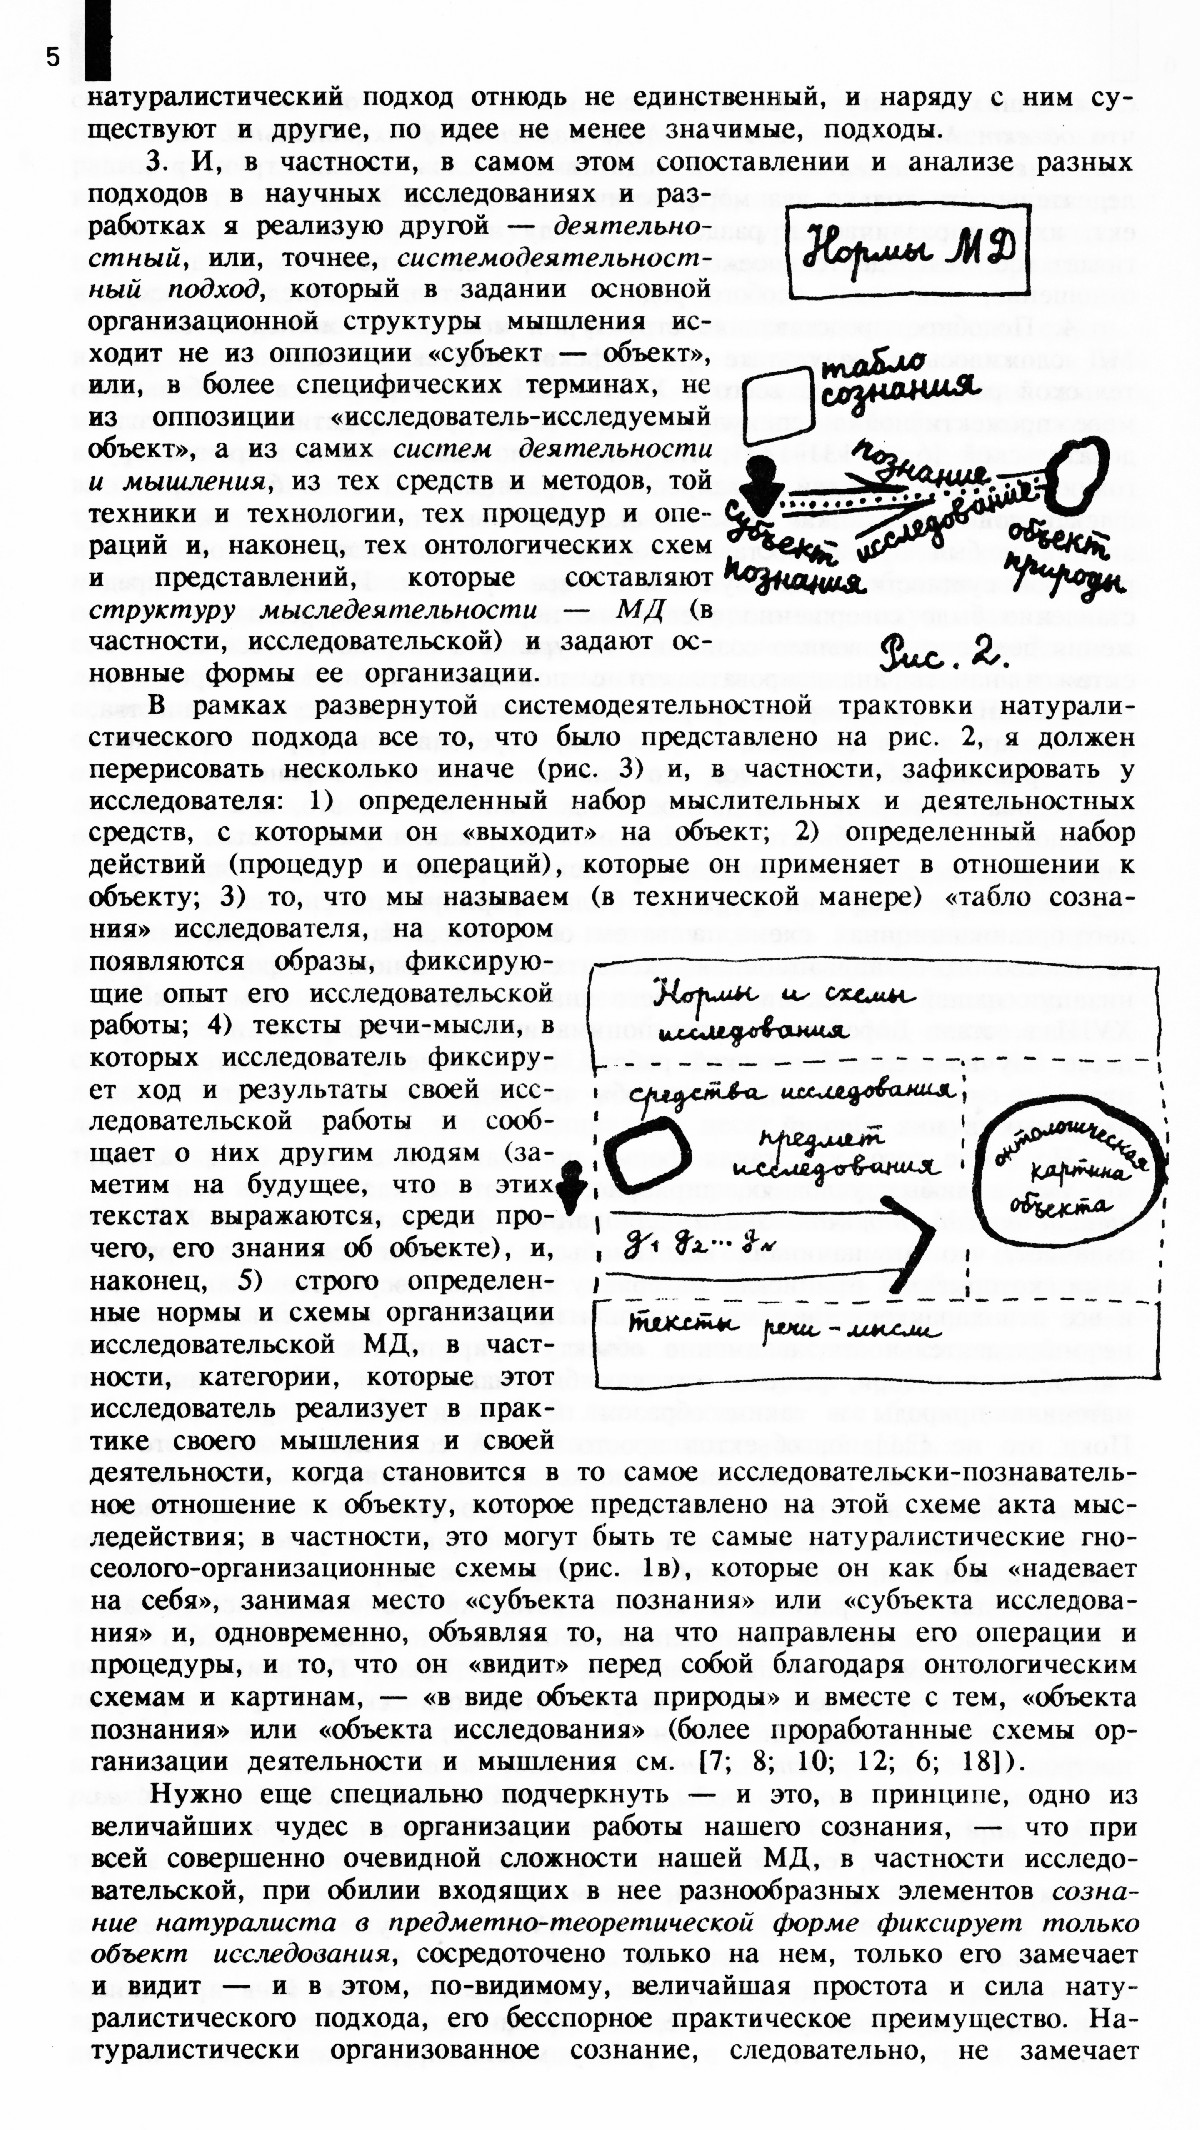 5
натуралистический подход отнюдь не единственный, и наряду с ним су-
ществуют и другие, по идее не менее значимые, подходы.
3. И, в частности, в самом этом сопоставлении и анализе разных
подходов в научных исследованиях и раз-
работках я реализую другой — деятельно-
стный, или, точнее, системодеятельност-
ный подход, который в задании основной
организационной структуры мышления ис-
ходит не из оппозиции «субъект — объект»,
или, в более специфических терминах, не
из оппозиции «исследователь-исследуемый
объект», а из самих систем деятельности
и мышления, из тех средств и методов, той
техники и технологии, тех процедур и опе-
раций и, наконец, тех онтологических схем
и представлений, которые составляют
структуру мыследеятельности — МД (в
частности, исследовательской) и задают ос-
новные формы ее организации.
Нормы МД
табло
сознания
познание
исследование
субъект
познания
объект
природы
Рис. 2.
В рамках развернутой системодеятельностной трактовки натурали-
стического подхода все то, что было представлено на рис. 2, я должен
перерисовать несколько иначе (рис. 3) и, в частности, зафиксировать у
исследователя: 1) определенный набор мыслительных и деятельностных
средств, с которыми он «выходит» на объект; 2) определенный набор
действий (процедур и операций), которые он применяет в отношении к
объекту; 3) то, что мы называем (в технической манере) «табло созна-
ния» исследователя, на котором
появляются образы, фиксирую-
щие опыт его исследовательской
работы; 4) тексты речи-мысли, в
которых исследователь фиксиру-
ет ход и результаты своей исс-
ледовательской работы и сооб-
щает о них другим людям (за-
метим на будущее, что в этих
текстах выражаются, среди про-
чего, его знания об объекте), и,
наконец, 5) строго определен-
ные нормы и схемы организации
исследовательской МД, в част-
ности, категории, которые этот
исследователь реализует в прак-
тике своего мышления и своей
Нормы и схемы
исследования
средства исследования
предмет
исследования
онтологическая
картина
объекта
g1 g2... gN
тексты речи-мысли
деятельности, когда становится в то самое исследовательски-познаватель-
ное отношение к объекту, которое представлено на этой схеме акта мыс-
ледействия; в частности, это могут быть те самые натуралистические гно-
сеолого-организационные схемы (рис. 1в), которые он как бы «надевает
на себя», занимая место «субъекта познания» или «субъекта исследова-
ния» и, одновременно, объявляя то, на что направлены его операции и
процедуры, и то, что он «видит» перед собой благодаря онтологическим
схемам и картинам, — «в виде объекта природы» и вместе с тем, «объекта
познания» или «объекта исследования» (более проработанные схемы ор-
ганизации деятельности и мышления см. [7; 8; 10; 12; 6; 18]).
Нужно еще специально подчеркнуть — и это, в принципе, одно из
величайших чудес в организации работы нашего сознания, — что при
всей совершенно очевидной сложности нашей МД, в частности исследо-
вательской, при обилии входящих в нее разнообразных элементов созна-
ние натуралиста в предметно-теоретической форме фиксирует только
объект исследования, сосредоточено только на нем, только его замечает
и видит — и в этом, по-видимому, величайшая простота и сила нату-
ралистического подхода, его бесспорное практическое преимущество. На-
туралистически организованное сознание, следовательно, не замечает